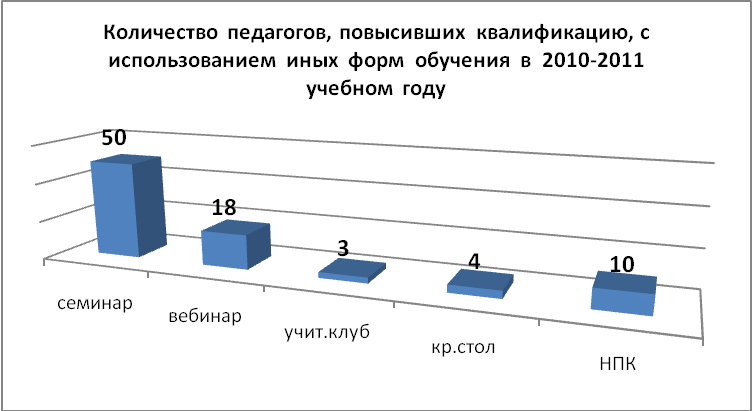 Количество педагогов, повысивших квалификацию, с
использованием иных форм обучения в 2010-2011
учебном году
50
18
3
4
10
семинар
вебинар
учит.клуб
кр.стол
НПК